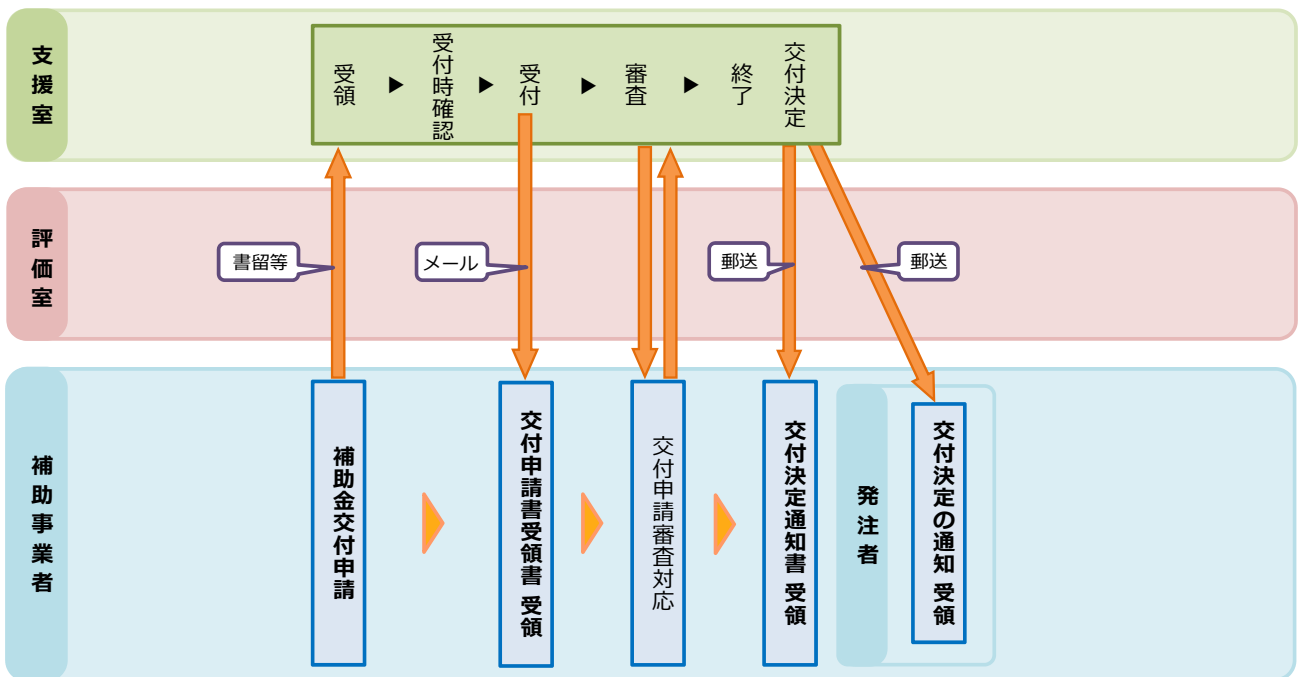 支援室
受領
▶
受付時確認
▶
受付
▶
審査
▶
終了
交付決定
評価室
書留等
メール
郵送
郵送
補助事業者
補助金交付申請
交付申請書受領書 受領
交付申請審査対応
交付決定通知書 受領
発注者
交付決定の通知 受領